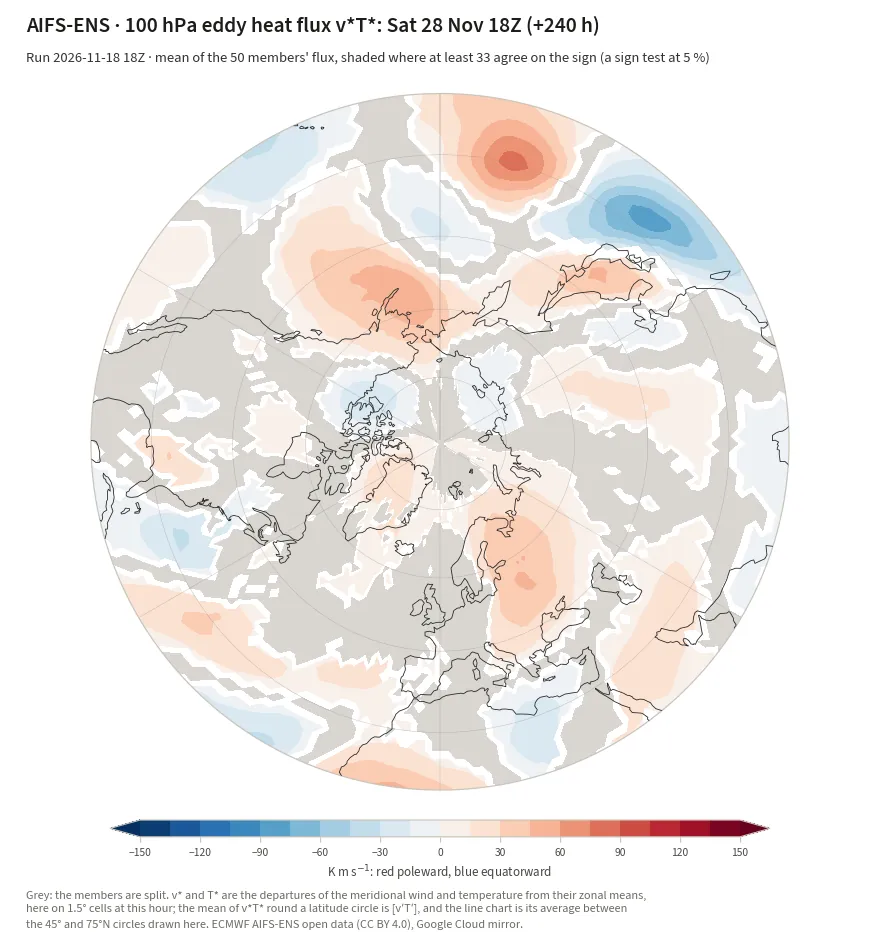 AIFS-ENS · 100 hPa eddy heat flux v*T*: Sat 28 Nov 18Z (+240 h)
Run 2026-11-18 18Z · mean of the 50 members' flux, shaded where at least 33 agree on the sign (a sign test at 5 %)
−150 −120 −90 −60 −30 0 30 60 90 120 150
K m s⁻¹: red poleward, blue equatorward
Grey: the members are split. v* and T* are the departures of the meridional wind and temperature from their zonal means,
here on 1.5° cells at this hour; the mean of v*T* round a latitude circle is [v′T′], and the line chart is its average between
the 45° and 75°N circles drawn here. ECMWF AIFS-ENS open data (CC BY 4.0), Google Cloud mirror.